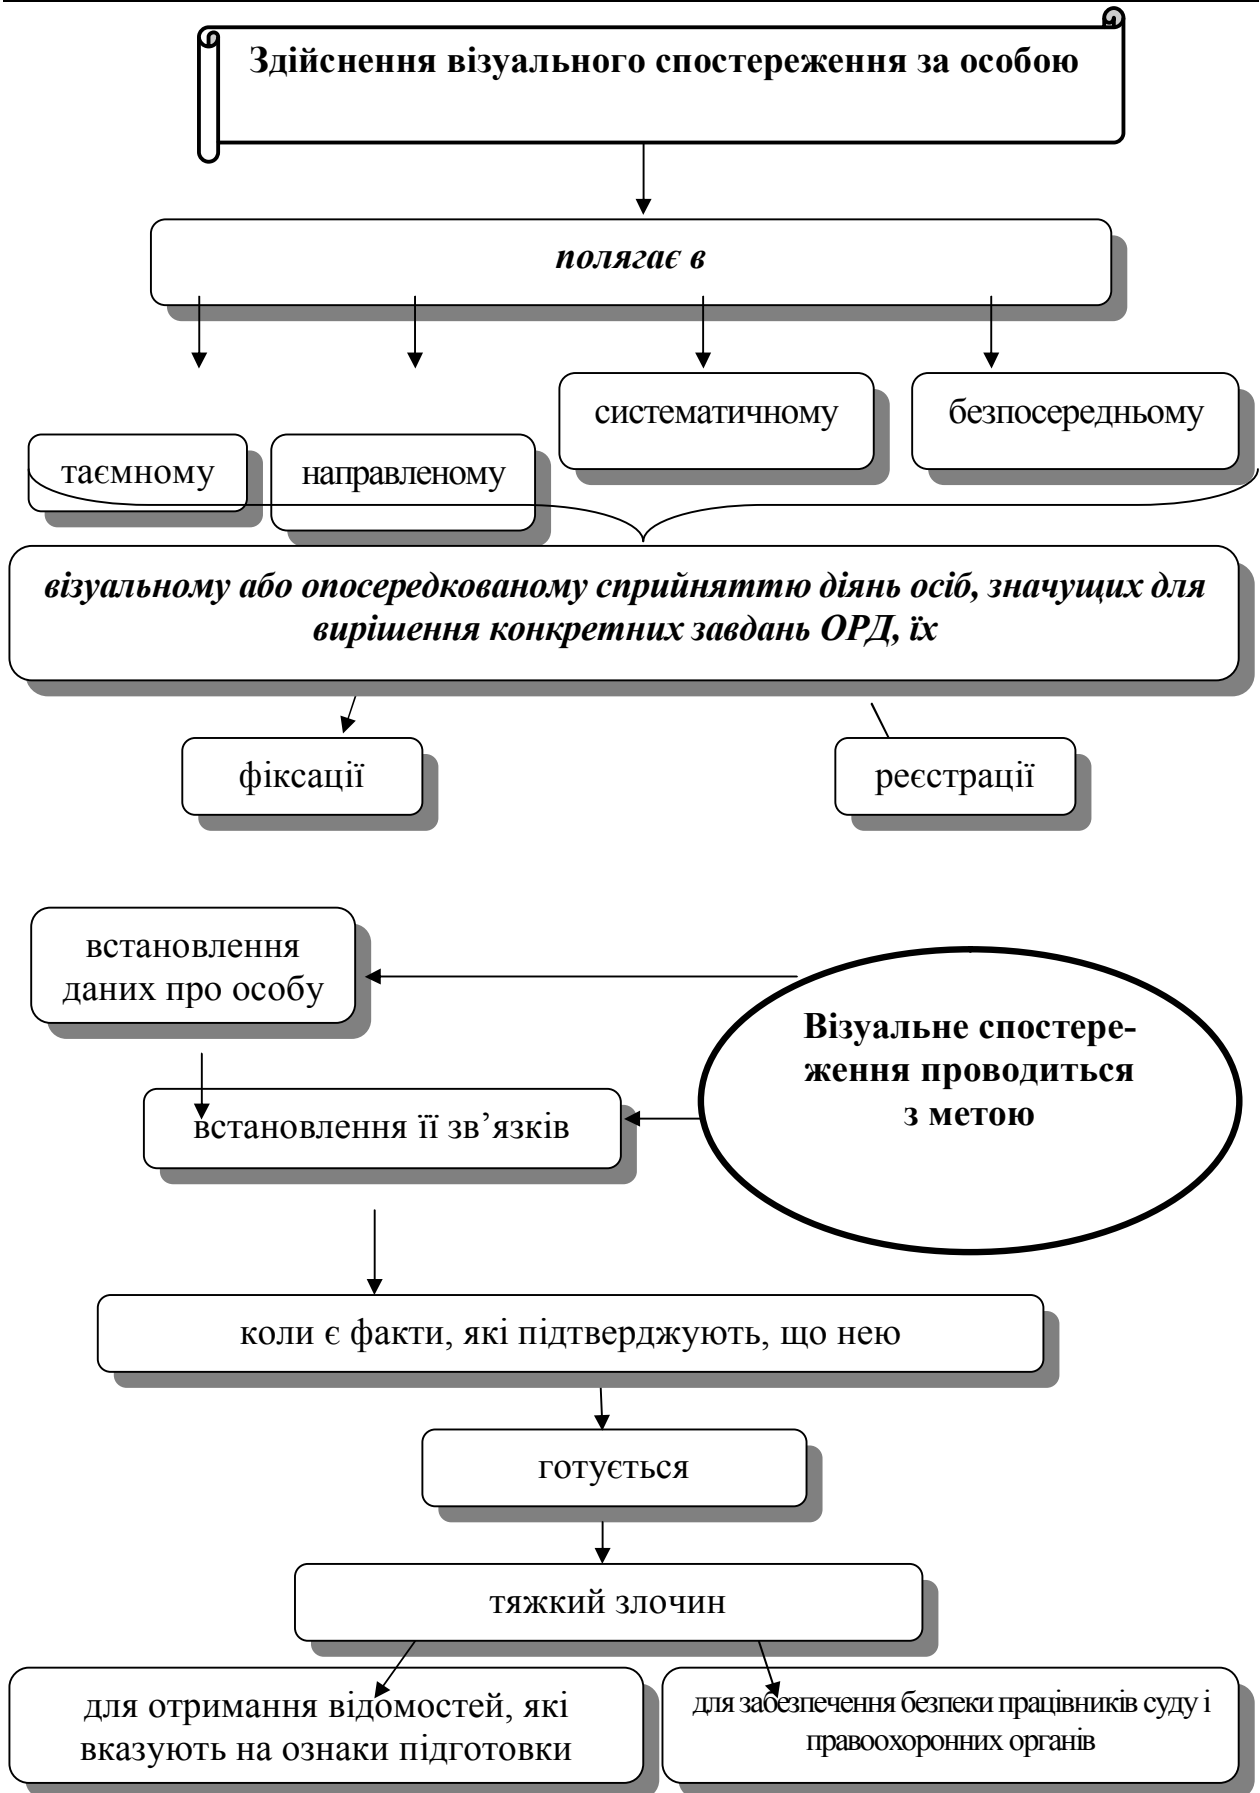 Здійснення візуального спостереження за особою
полягає в
таємному
направленому
систематичному
безпосередньому
візуальному або опосередкованому сприйняттю діянь осіб, значущих для
вирішення конкретних завдань ОРД, їх
фіксації
реєстрації
встановлення
даних про особу
Візуальне спостере-
ження проводиться
з метою
встановлення її зв’язків
коли є факти, які підтверджують, що нею
готується
тяжкий злочин
для отримання відомостей, які
вказують на ознаки підготовки
для забезпечення безпеки працівників суду і
правоохоронних органів